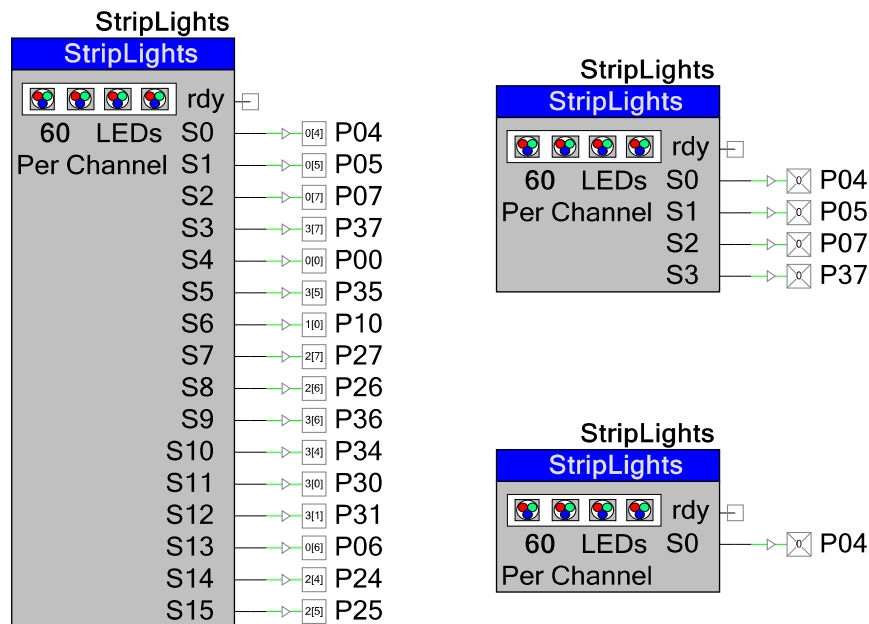 StripLights
StripLights
rdy
60 LEDs S0 0[4] P04
Per Channel S1 0[5] P05
S2 0[7] P07
S3 3[7] P37
S4 0[0] P00
S5 3[5] P35
S6 1[0] P10
S7 2[7] P27
S8 2[6] P26
S9 3[6] P36
S10 3[4] P34
S11 3[0] P30
S12 3[1] P31
S13 0[6] P06
S14 2[4] P24
S15 2[5] P25
StripLights
StripLights
rdy
60 LEDs S0 0 P04
Per Channel S1 0 P05
S2 0 P07
S3 0 P37
StripLights
StripLights
rdy
60 LEDs S0 0 P04
Per Channel